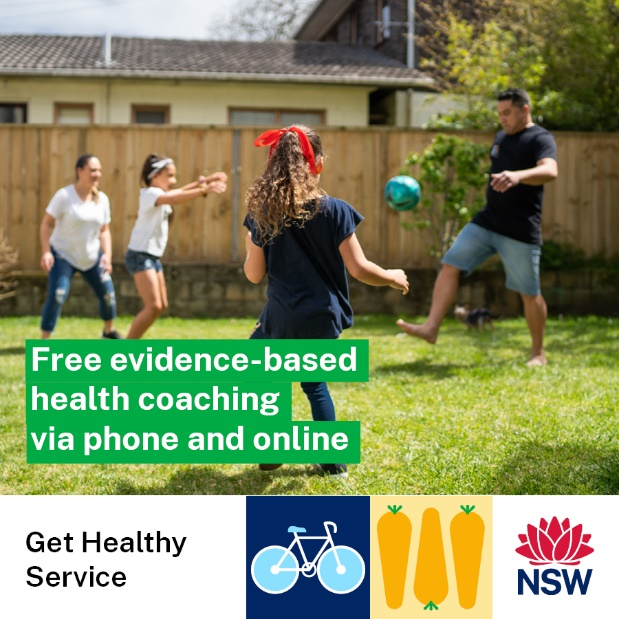 Free evidence-based
health coaching
via phone and online
Get Healthy
Service
NSW